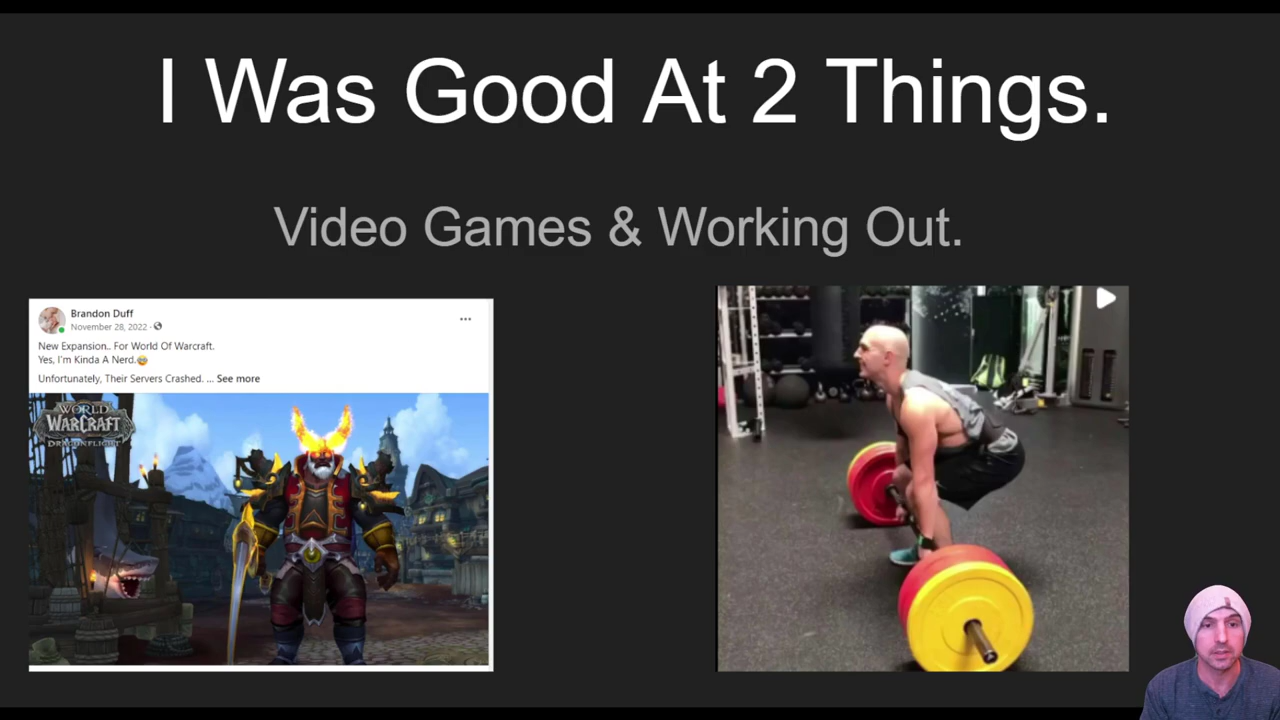 I Was Good At 2 Things.
Video Games & Working Out.
Brandon Duff
November 28, 2022 ·
New Expansion.. For World Of Warcraft.
Yes, I'm Kinda A Nerd.😂
Unfortunately, Their Servers Crashed. ... See more
WORLD
OF
WARCRAFT
DRAGONFLIGHT